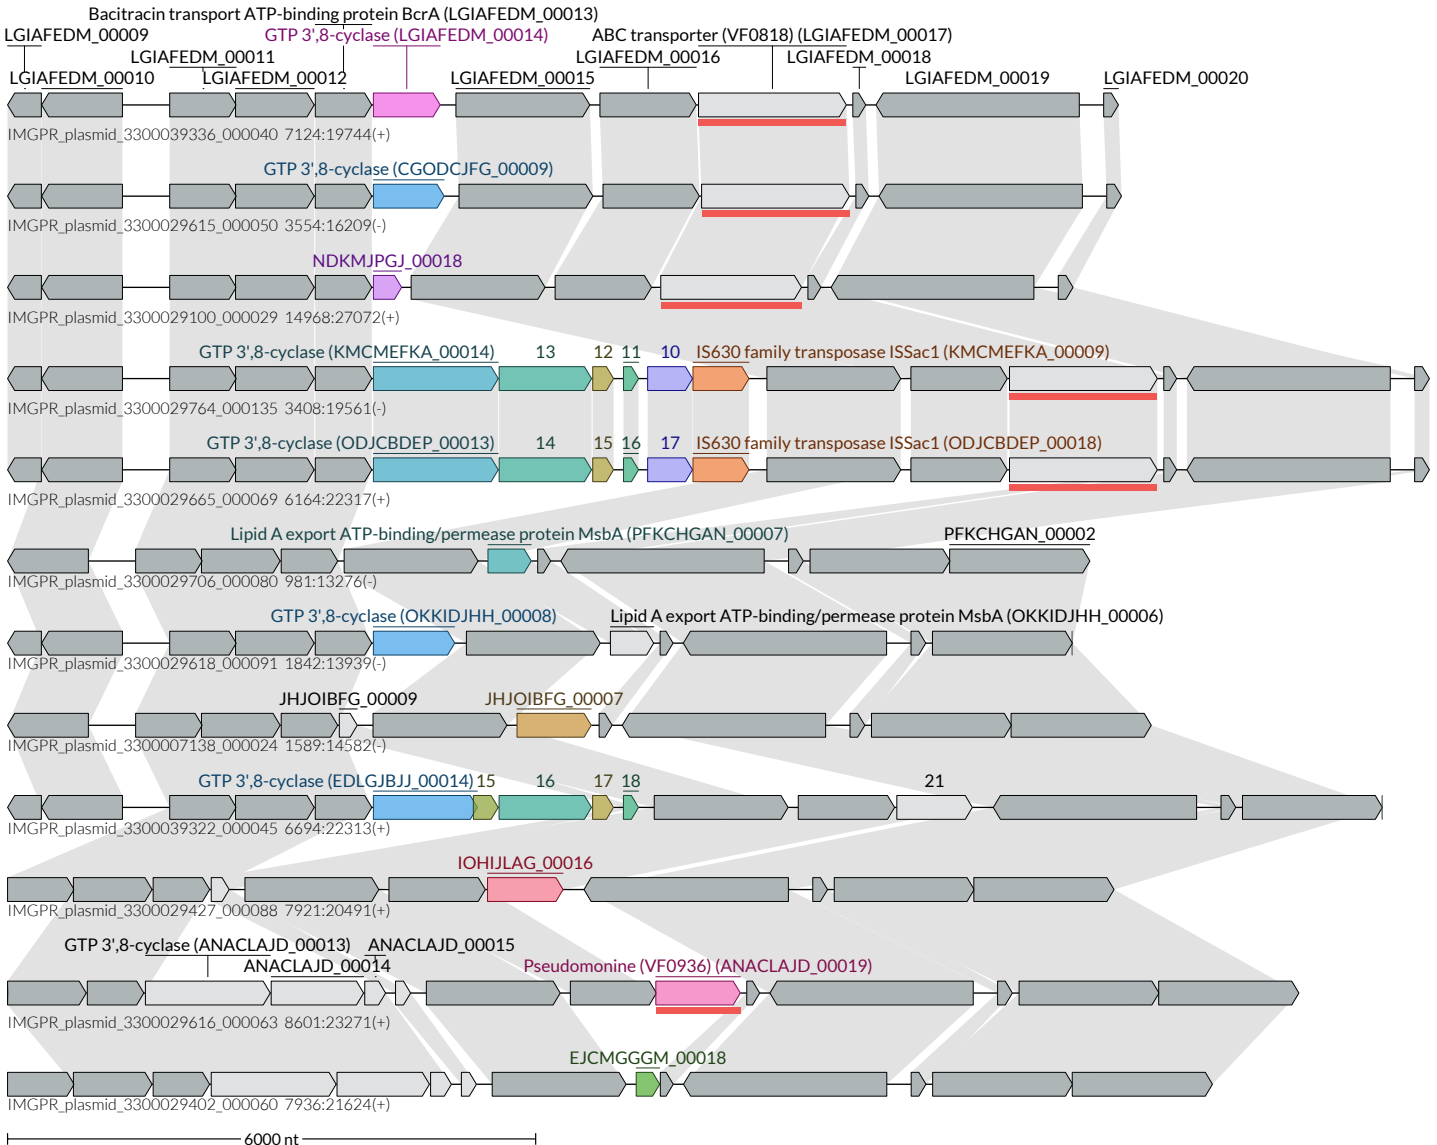 Bacitracin transport ATP-binding protein BcrA (LGIAFEDM_00013)
LGIAFEDM_00009 GTP 3',8-cyclase (LGIAFEDM_00014) ABC transporter (VF0818) (LGIAFEDM_00017)
LGIAFEDM_00011 LGIAFEDM_00016 LGIAFEDM_00018
LGIAFEDM_00010 LGIAFEDM_00012 LGIAFEDM_00015 LGIAFEDM_00019 LGIAFEDM_00020
IMGPR_plasmid_3300039336_000040 7124:19744(+)
GTP 3',8-cyclase (CGODCJFG_00009)
IMGPR_plasmid_3300029615_000050 3554:16209(-)
NDKMJPGJ_00018
IMGPR_plasmid_3300029100_000029 14968:27072(+)
GTP 3',8-cyclase (KMCMEFKA_00014) 13 12 11 10 IS630 family transposase ISSac1 (KMCMEFKA_00009)
IMGPR_plasmid_3300029764_000135 3408:19561(-)
GTP 3',8-cyclase (ODJCBDEP_00013) 14 15 16 17 IS630 family transposase ISSac1 (ODJCBDEP_00018)
IMGPR_plasmid_3300029665_000069 6164:22317(+)
Lipid A export ATP-binding/permease protein MsbA (PFKCHGAN_00007) PFKCHGAN_00002
IMGPR_plasmid_3300029706_000080 981:13276(-)
GTP 3',8-cyclase (OKKIDJHH_00008) Lipid A export ATP-binding/permease protein MsbA (OKKIDJHH_00006)
IMGPR_plasmid_3300029618_000091 1842:13939(-)
JHJOIBFG_00009 JHJOIBFG_00007
IMGPR_plasmid_3300007138_000024 1589:14582(-)
GTP 3',8-cyclase (EDLGJBJJ_00014) 15 16 17 18 21
IMGPR_plasmid_3300039322_000045 6694:22313(+)
IOHIJLAG_00016
IMGPR_plasmid_3300029427_000088 7921:20491(+)
GTP 3',8-cyclase (ANACLAJD_00013) ANACLAJD_00015
ANACLAJD_00014 Pseudomonine (VF0936) (ANACLAJD_00019)
IMGPR_plasmid_3300029616_000063 8601:23271(+)
EJCMGGGM_00018
IMGPR_plasmid_3300029402_000060 7936:21624(+)
6000 nt